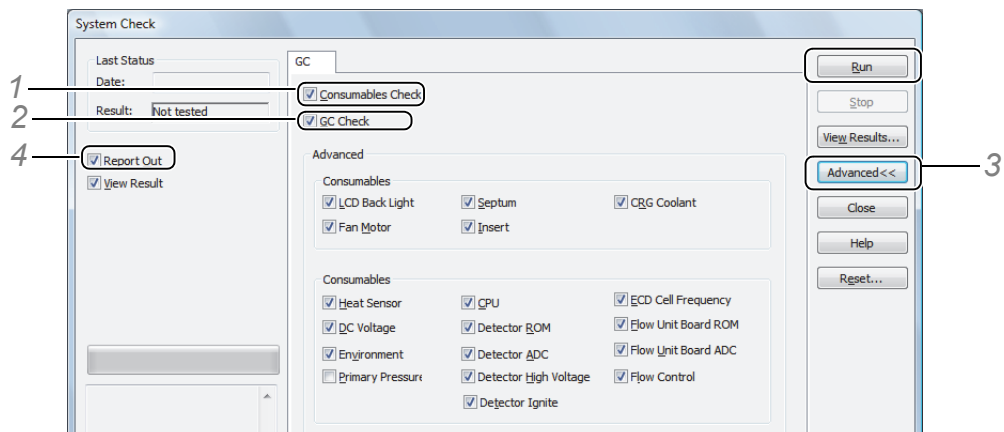 System Check
Last Status
Date:
Result: Not tested
Report Out
View Result
GC
Consumables Check
GC Check
Advanced
Consumables
LCD Back Light
Septum
CRG Coolant
Fan Motor
Insert
Consumables
Heat Sensor
CPU
ECD Cell Frequency
DC Voltage
Detector ROM
Flow Unit Board ROM
Environment
Detector ADC
Flow Unit Board ADC
Primary Pressure
Detector High Voltage
Flow Control
Detector Ignite
Run
Stop
View Results...
Advanced<<
Close
Help
Reset...
1
2
4
3